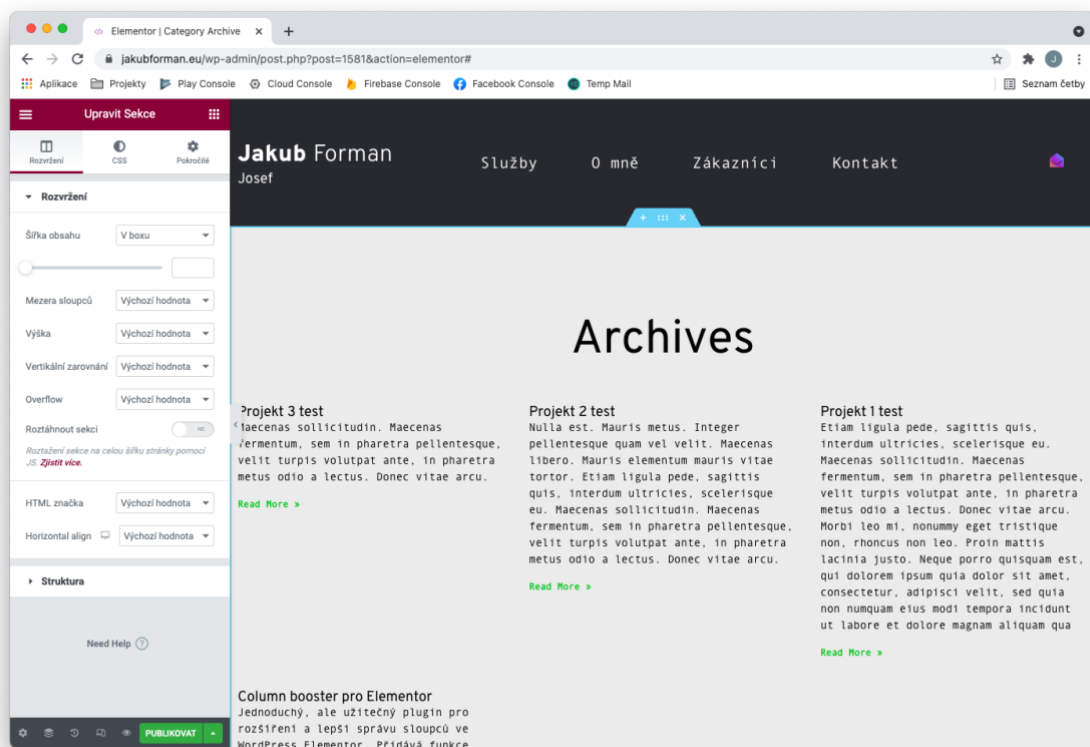 Elementor | Category Archive
jakubforman.eu/wp-admin/post.php?post=1581&action=elementor#
J
Aplikace Projekty Play Console Cloud Console Firebase Console Facebook Console Temp Mail Seznam četby
Upravit Sekce
Rozvržení CSS Pokročilé
Rozvržení
Šířka obsahu V boxu
Mezera sloupců Výchozí hodnota
Výška Výchozí hodnota
Vertikální zarovnání Výchozí hodnota
Overflow Výchozí hodnota
Roztáhnout sekci NE
Roztažení sekce na celou šířku stránky pomocí
JS. Zjistit více.
HTML značka Výchozí hodnota
Horizontal align Výchozí hodnota
Struktura
Need Help ?
PUBLIKOVAT
Jakub Forman
Josef
Služby O mně Zákazníci Kontakt
Archives
Projekt 3 test
Maecenas sollicitudin. Maecenas
fermentum, sem in pharetra pellentesque,
velit turpis volutpat ante, in pharetra
metus odio a lectus. Donec vitae arcu.
Read More »
Projekt 2 test
Nulla est. Mauris metus. Integer
pellentesque quam vel velit. Maecenas
libero. Mauris elementum mauris vitae
tortor. Etiam ligula pede, sagittis
quis, interdum ultricies, scelerisque
eu. Maecenas sollicitudin. Maecenas
fermentum, sem in pharetra pellentesque,
velit turpis volutpat ante, in pharetra
metus odio a lectus. Donec vitae arcu.
Read More »
Projekt 1 test
Etiam ligula pede, sagittis quis,
interdum ultricies, scelerisque eu.
Maecenas sollicitudin. Maecenas
fermentum, sem in pharetra pellentesque,
velit turpis volutpat ante, in pharetra
metus odio a lectus. Donec vitae arcu.
Morbi leo mi, nonummy eget tristique
non, rhoncus non leo. Proin mattis
lacinia justo. Neque porro quisquam est,
qui dolorem ipsum quia dolor sit amet,
consectetur, adipisci velit, sed quia
non numquam eius modi tempora incidunt
ut labore et dolore magnam aliquam qua
Read More »
Column booster pro Elementor
Jednoduchý, ale užitečný plugin pro
rozšíření a lepší správu sloupců ve
WordPress Elementor. Přidává funkce